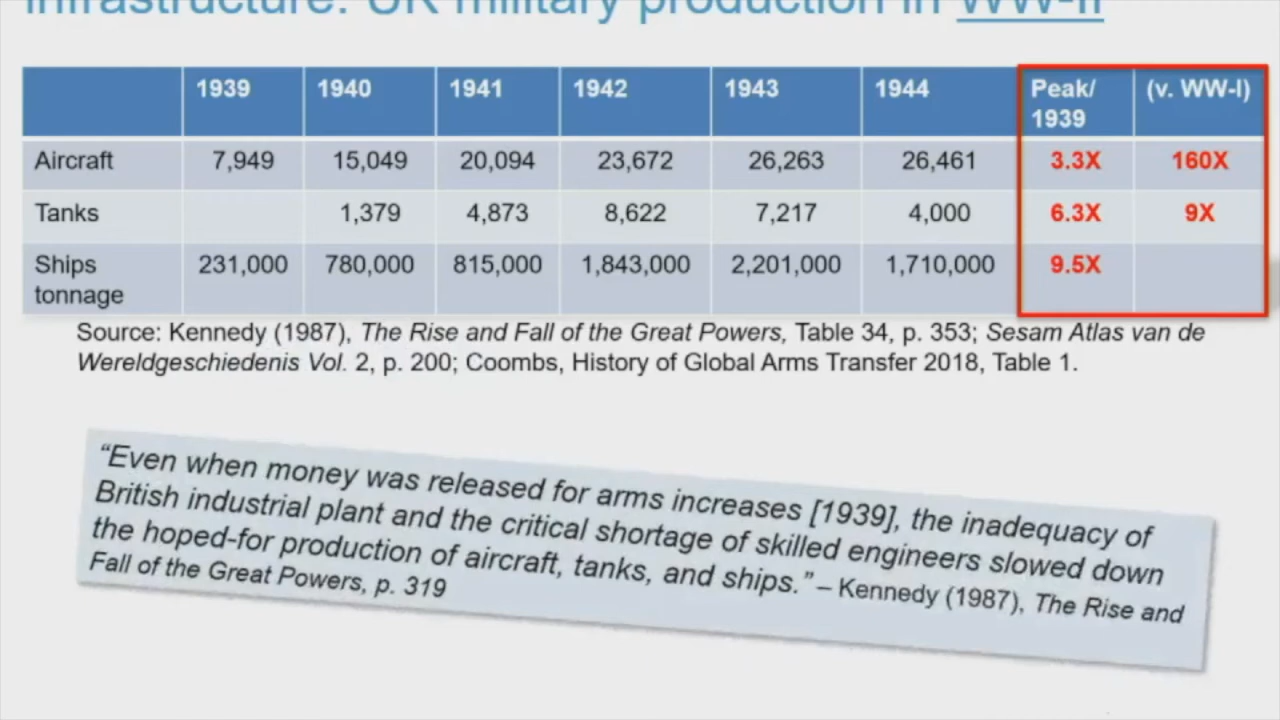 infrastructure: UK military production in WW-II
1939 1940 1941 1942 1943 1944 Peak/ 1939 (v. WW-I)
Aircraft 7,949 15,049 20,094 23,672 26,263 26,461 3.3X 160X
Tanks 1,379 4,873 8,622 7,217 4,000 6.3X 9X
Ships tonnage 231,000 780,000 815,000 1,843,000 2,201,000 1,710,000 9.5X
Source: Kennedy (1987), The Rise and Fall of the Great Powers, Table 34, p. 353; Sesam Atlas van de
Wereldgeschiedenis Vol. 2, p. 200; Coombs, History of Global Arms Transfer 2018, Table 1.
“Even when money was released for arms increases [1939], the inadequacy of
British industrial plant and the critical shortage of skilled engineers slowed down
the hoped-for production of aircraft, tanks, and ships.” – Kennedy (1987), The Rise and
Fall of the Great Powers, p. 319